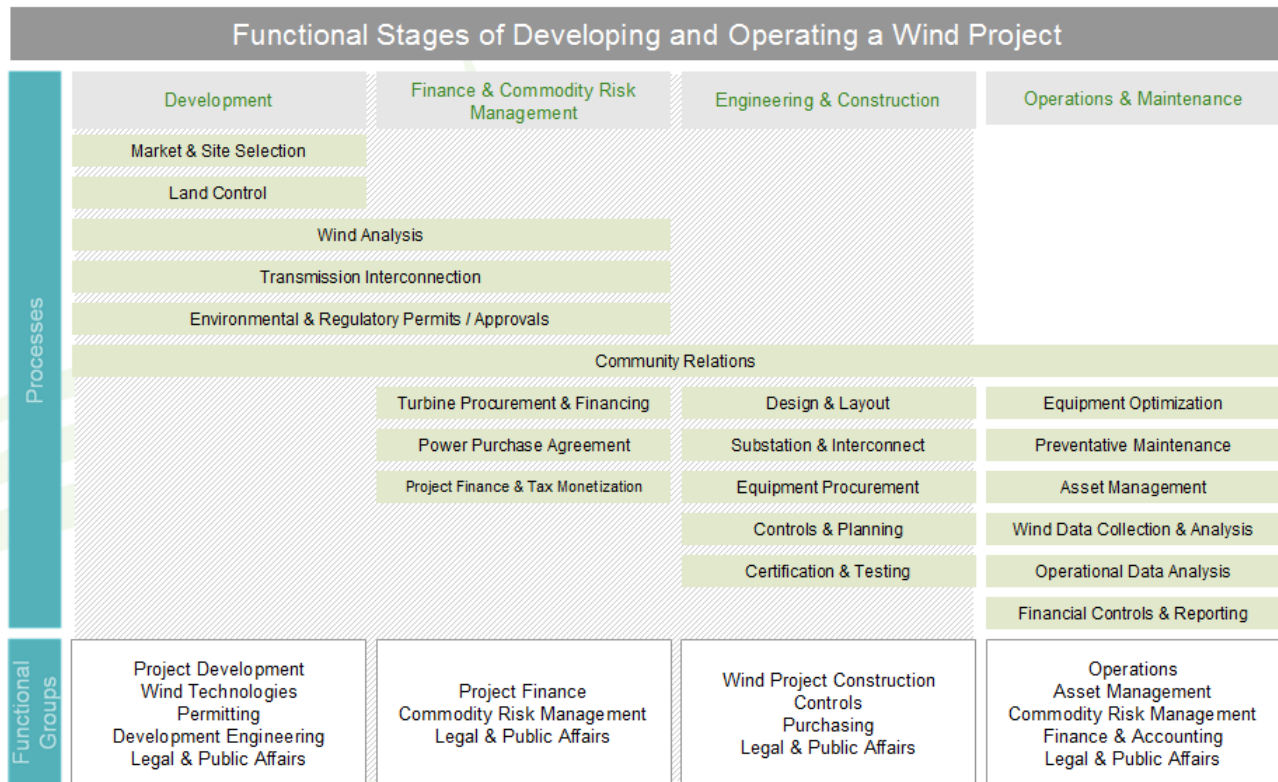 Functional Stages of Developing and Operating a Wind Project
Processes
Development
Finance & Commodity Risk
Management
Engineering & Construction
Operations & Maintenance
Market & Site Selection
Land Control
Wind Analysis
Transmission Interconnection
Environmental & Regulatory Permits / Approvals
Community Relations
Turbine Procurement & Financing
Design & Layout
Equipment Optimization
Power Purchase Agreement
Substation & Interconnect
Preventative Maintenance
Project Finance & Tax Monetization
Equipment Procurement
Asset Management
Controls & Planning
Wind Data Collection & Analysis
Certification & Testing
Operational Data Analysis
Financial Controls & Reporting
Functional
Groups
Project Development
Wind Technologies
Permitting
Development Engineering
Legal & Public Affairs
Project Finance
Commodity Risk Management
Legal & Public Affairs
Wind Project Construction
Controls
Purchasing
Legal & Public Affairs
Operations
Asset Management
Commodity Risk Management
Finance & Accounting
Legal & Public Affairs